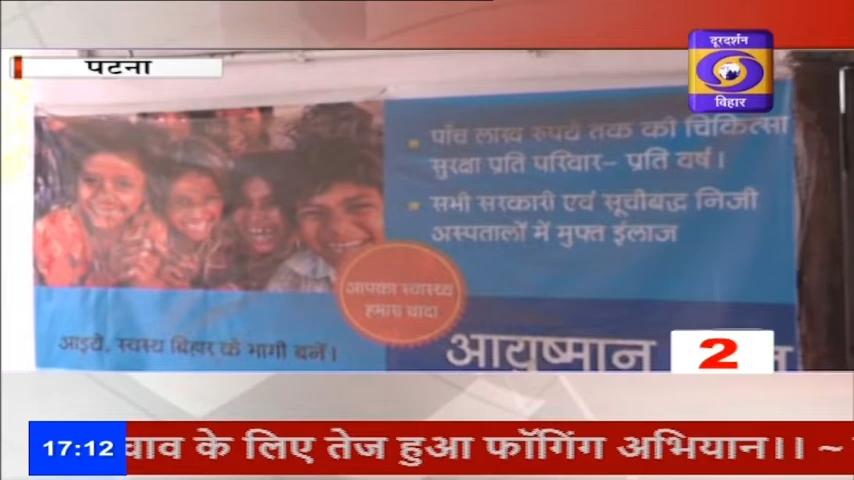 पटना
दूरदर्शन
बिहार
पाँच लाख रुपये तक की चिकित्सा
सुरक्षा प्रति परिवार- प्रति वर्ष।
सभी सरकारी एवं सूचीबद्ध निजी
अस्पतालों में मुफ्त ईलाज
आपका स्वास्थ्य
हमारा वादा
आइये, स्वस्थ बिहार के भागी बनें।
आयुष्मान
2
17:12 के लिए तेज हुआ फॉगिंग अभियान।। ~